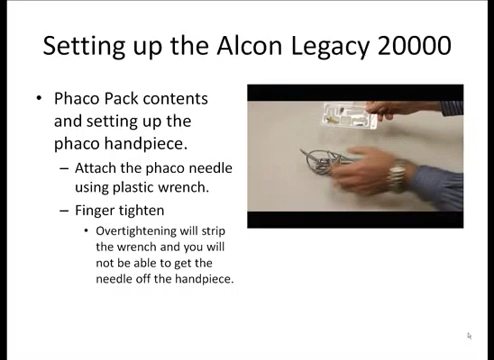 Setting up the Alcon Legacy 20000
• Phaco Pack contents
and setting up the
phaco handpiece.
– Attach the phaco needle
using plastic wrench.
– Finger tighten
• Overtightening will strip
the wrench and you will
not be able to get the
needle off the handpiece.